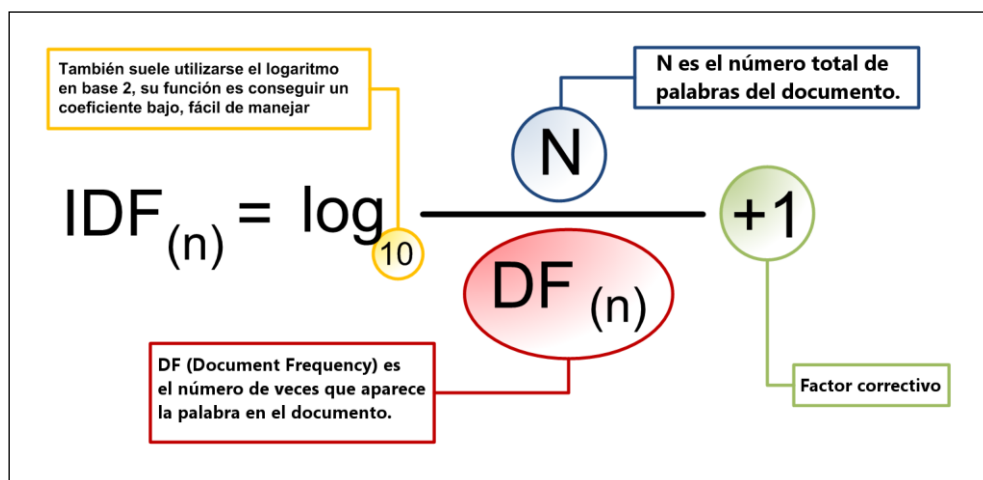 También suele utilizarse el logaritmo
en base 2, su función es conseguir un
coeficiente bajo, fácil de manejar
N es el número total de
palabras del documento.
IDF (n) = log 10 N / DF (n) +1
DF (Document Frequency) es
el número de veces que aparece
la palabra en el documento.
Factor correctivo